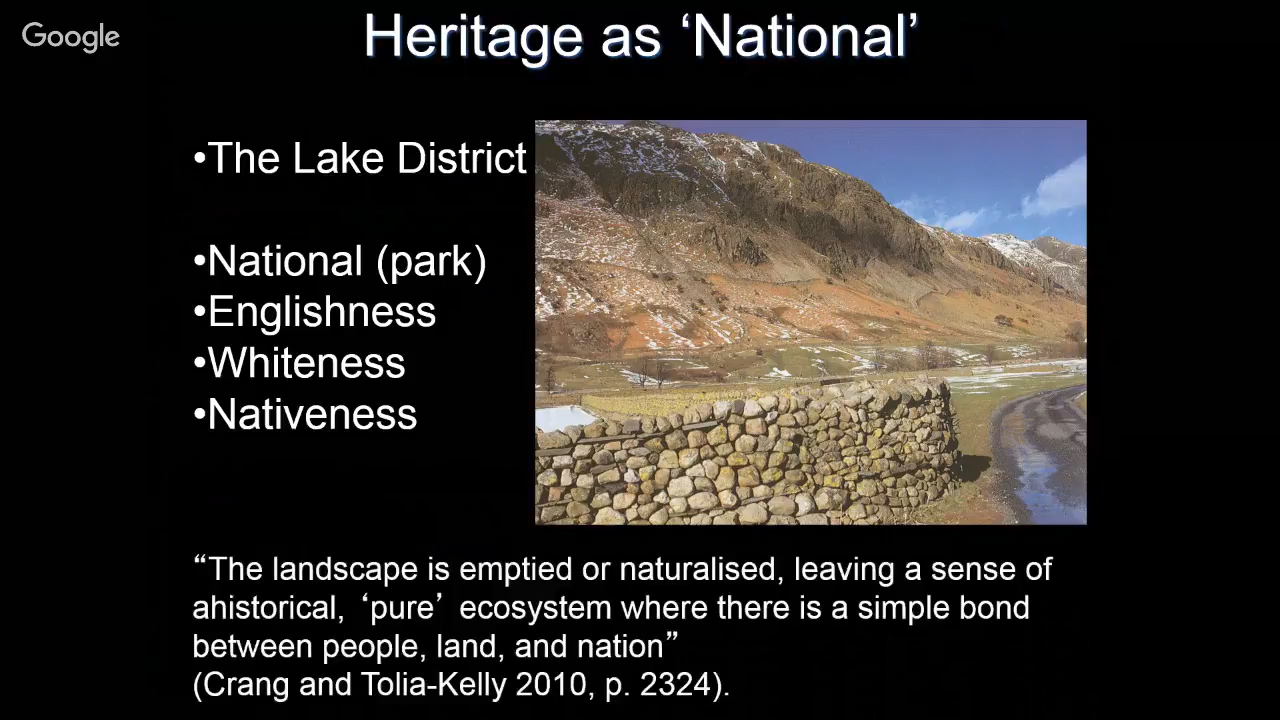 Google
Heritage as ‘National’
•The Lake District
•National (park)
•Englishness
•Whiteness
•Nativeness
“The landscape is emptied or naturalised, leaving a sense of
ahistorical, ‘pure’ ecosystem where there is a simple bond
between people, land, and nation”
(Crang and Tolia-Kelly 2010, p. 2324).